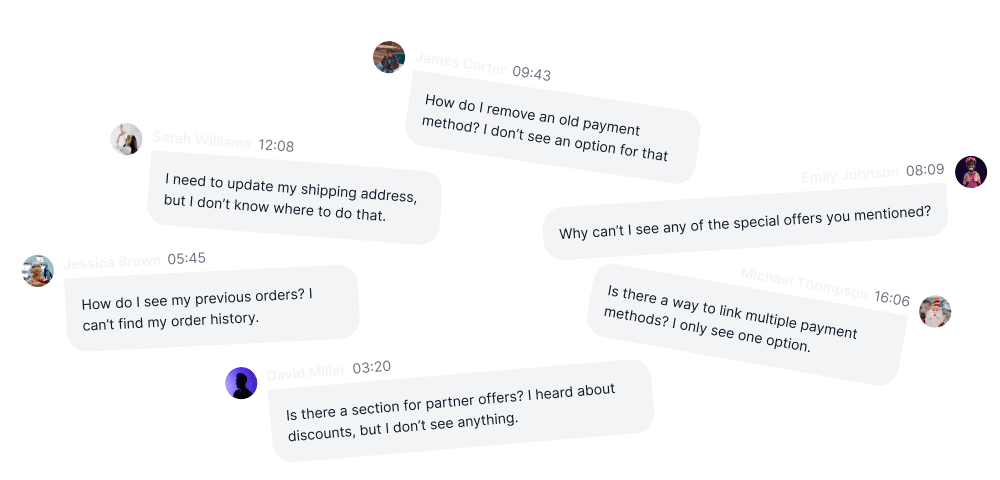 James Carter 09:43
How do I remove an old payment
method? I don’t see an option for that
Sarah Williams 12:08
I need to update my shipping address,
but I don’t know where to do that.
Emily Johnson 08:09
Why can’t I see any of the special offers you mentioned?
Jessica Brown 05:45
How do I see my previous orders? I
can’t find my order history.
Michael Thompson 16:06
Is there a way to link multiple payment
methods? I only see one option.
David Miller 03:20
Is there a section for partner offers? I heard about
discounts, but I don’t see anything.